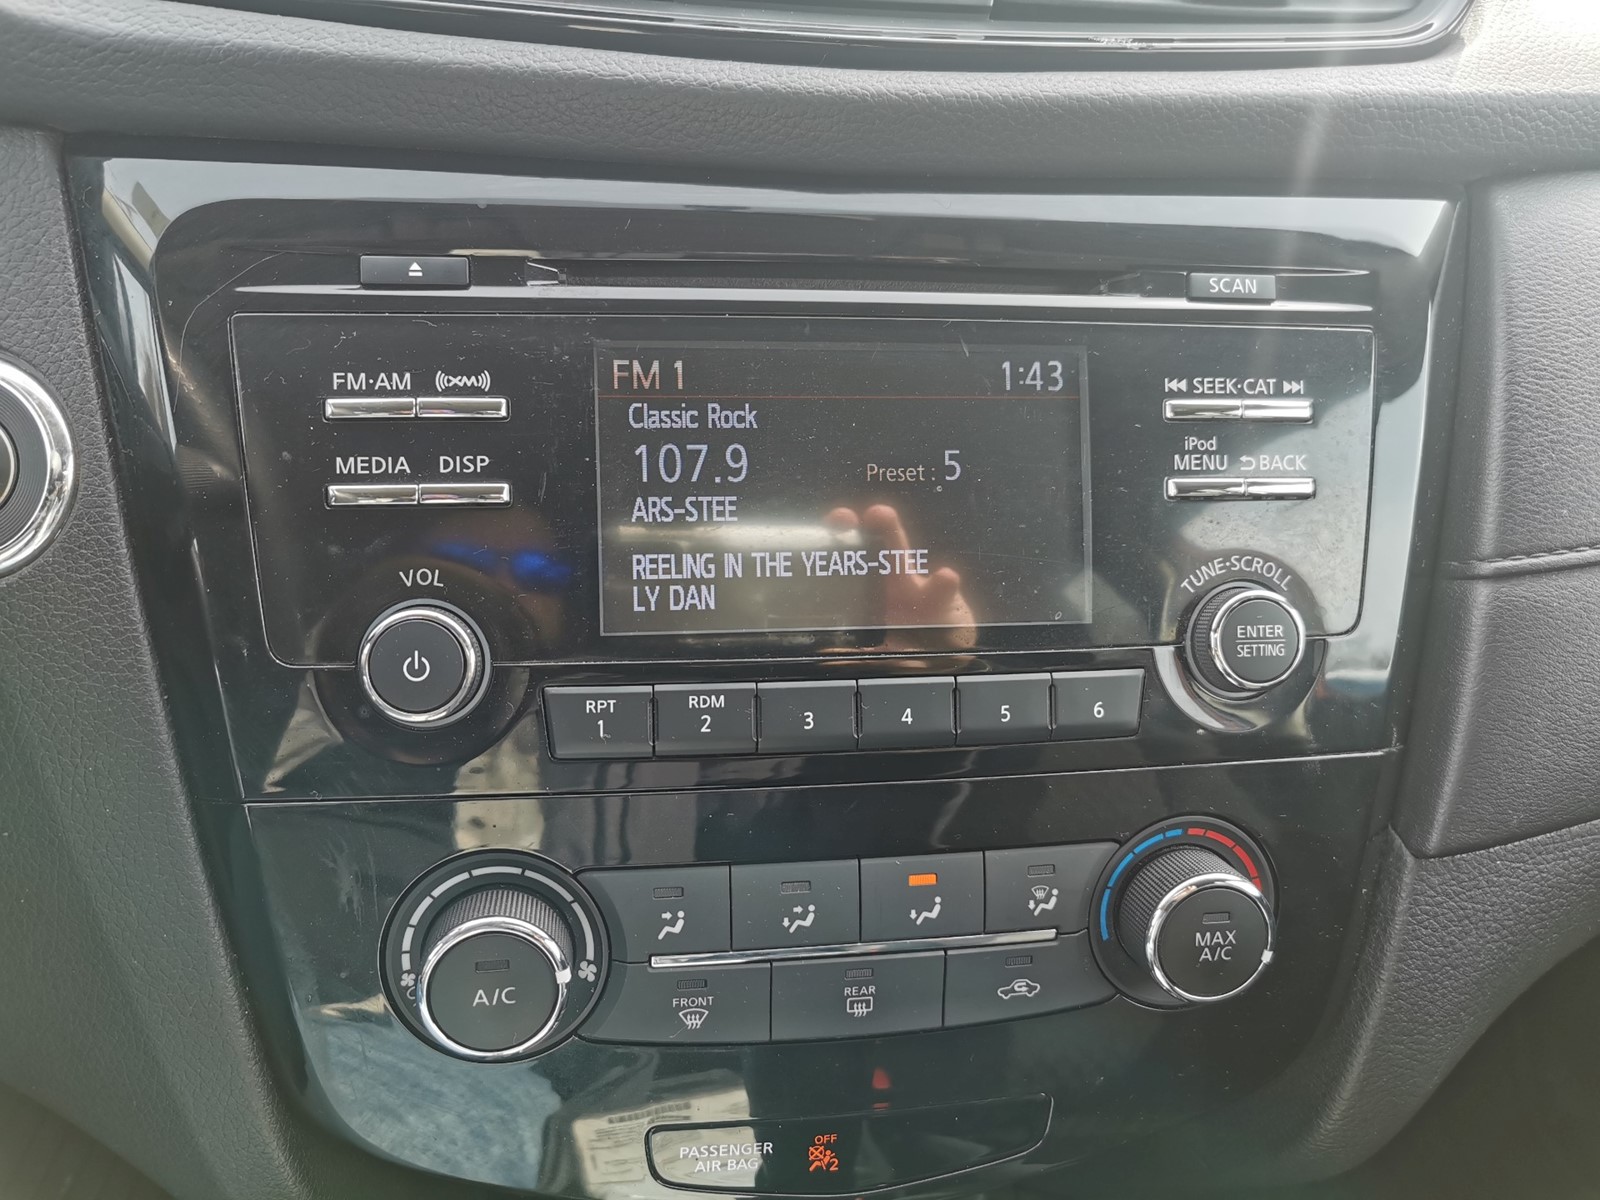 SCAN
FM·AM XM
SEEK·CAT
MEDIA DISP
iPod
MENU BACK
FM 1 1:43
Classic Rock
107.9 Preset : 5
ARS-STEE
REELING IN THE YEARS-STEE
LY DAN
VOL
TUNE·SCROLL
ENTER
SETTING
RPT
1
RDM
2
3
4
5
6
A/C
MAX
A/C
FRONT
REAR
PASSENGER
AIR BAG
OFF
2